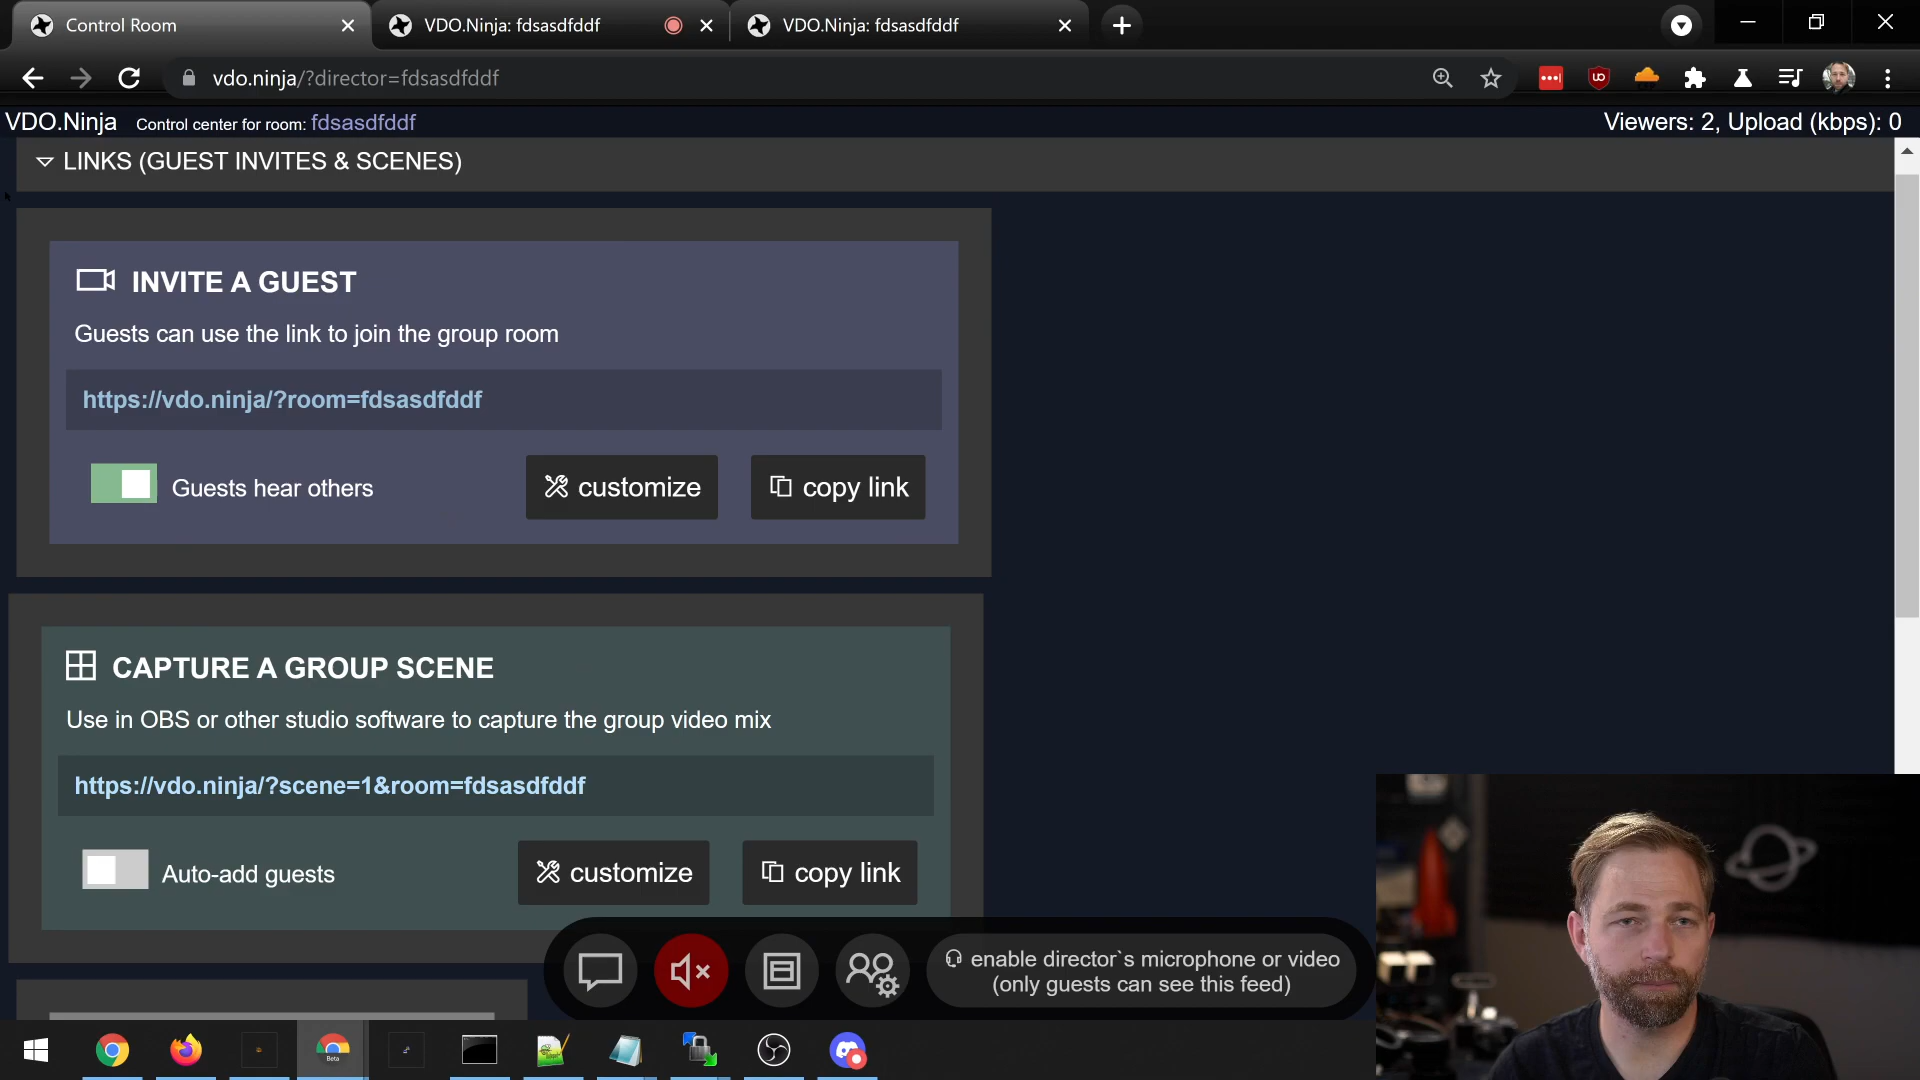 Control Room
VDO.Ninja: fdsasdfddf
VDO.Ninja: fdsasdfddf
vdo.ninja/?director=fdsasdfddf
VDO.Ninja Control center for room: fdsasdfddf
Viewers: 2, Upload (kbps): 0
LINKS (GUEST INVITES & SCENES)
INVITE A GUEST
Guests can use the link to join the group room
https://vdo.ninja/?room=fdsasdfddf
Guests hear others
customize
copy link
CAPTURE A GROUP SCENE
Use in OBS or other studio software to capture the group video mix
https://vdo.ninja/?scene=1&room=fdsasdfddf
Auto-add guests
customize
copy link
enable director`s microphone or video
(only guests can see this feed)
Beta